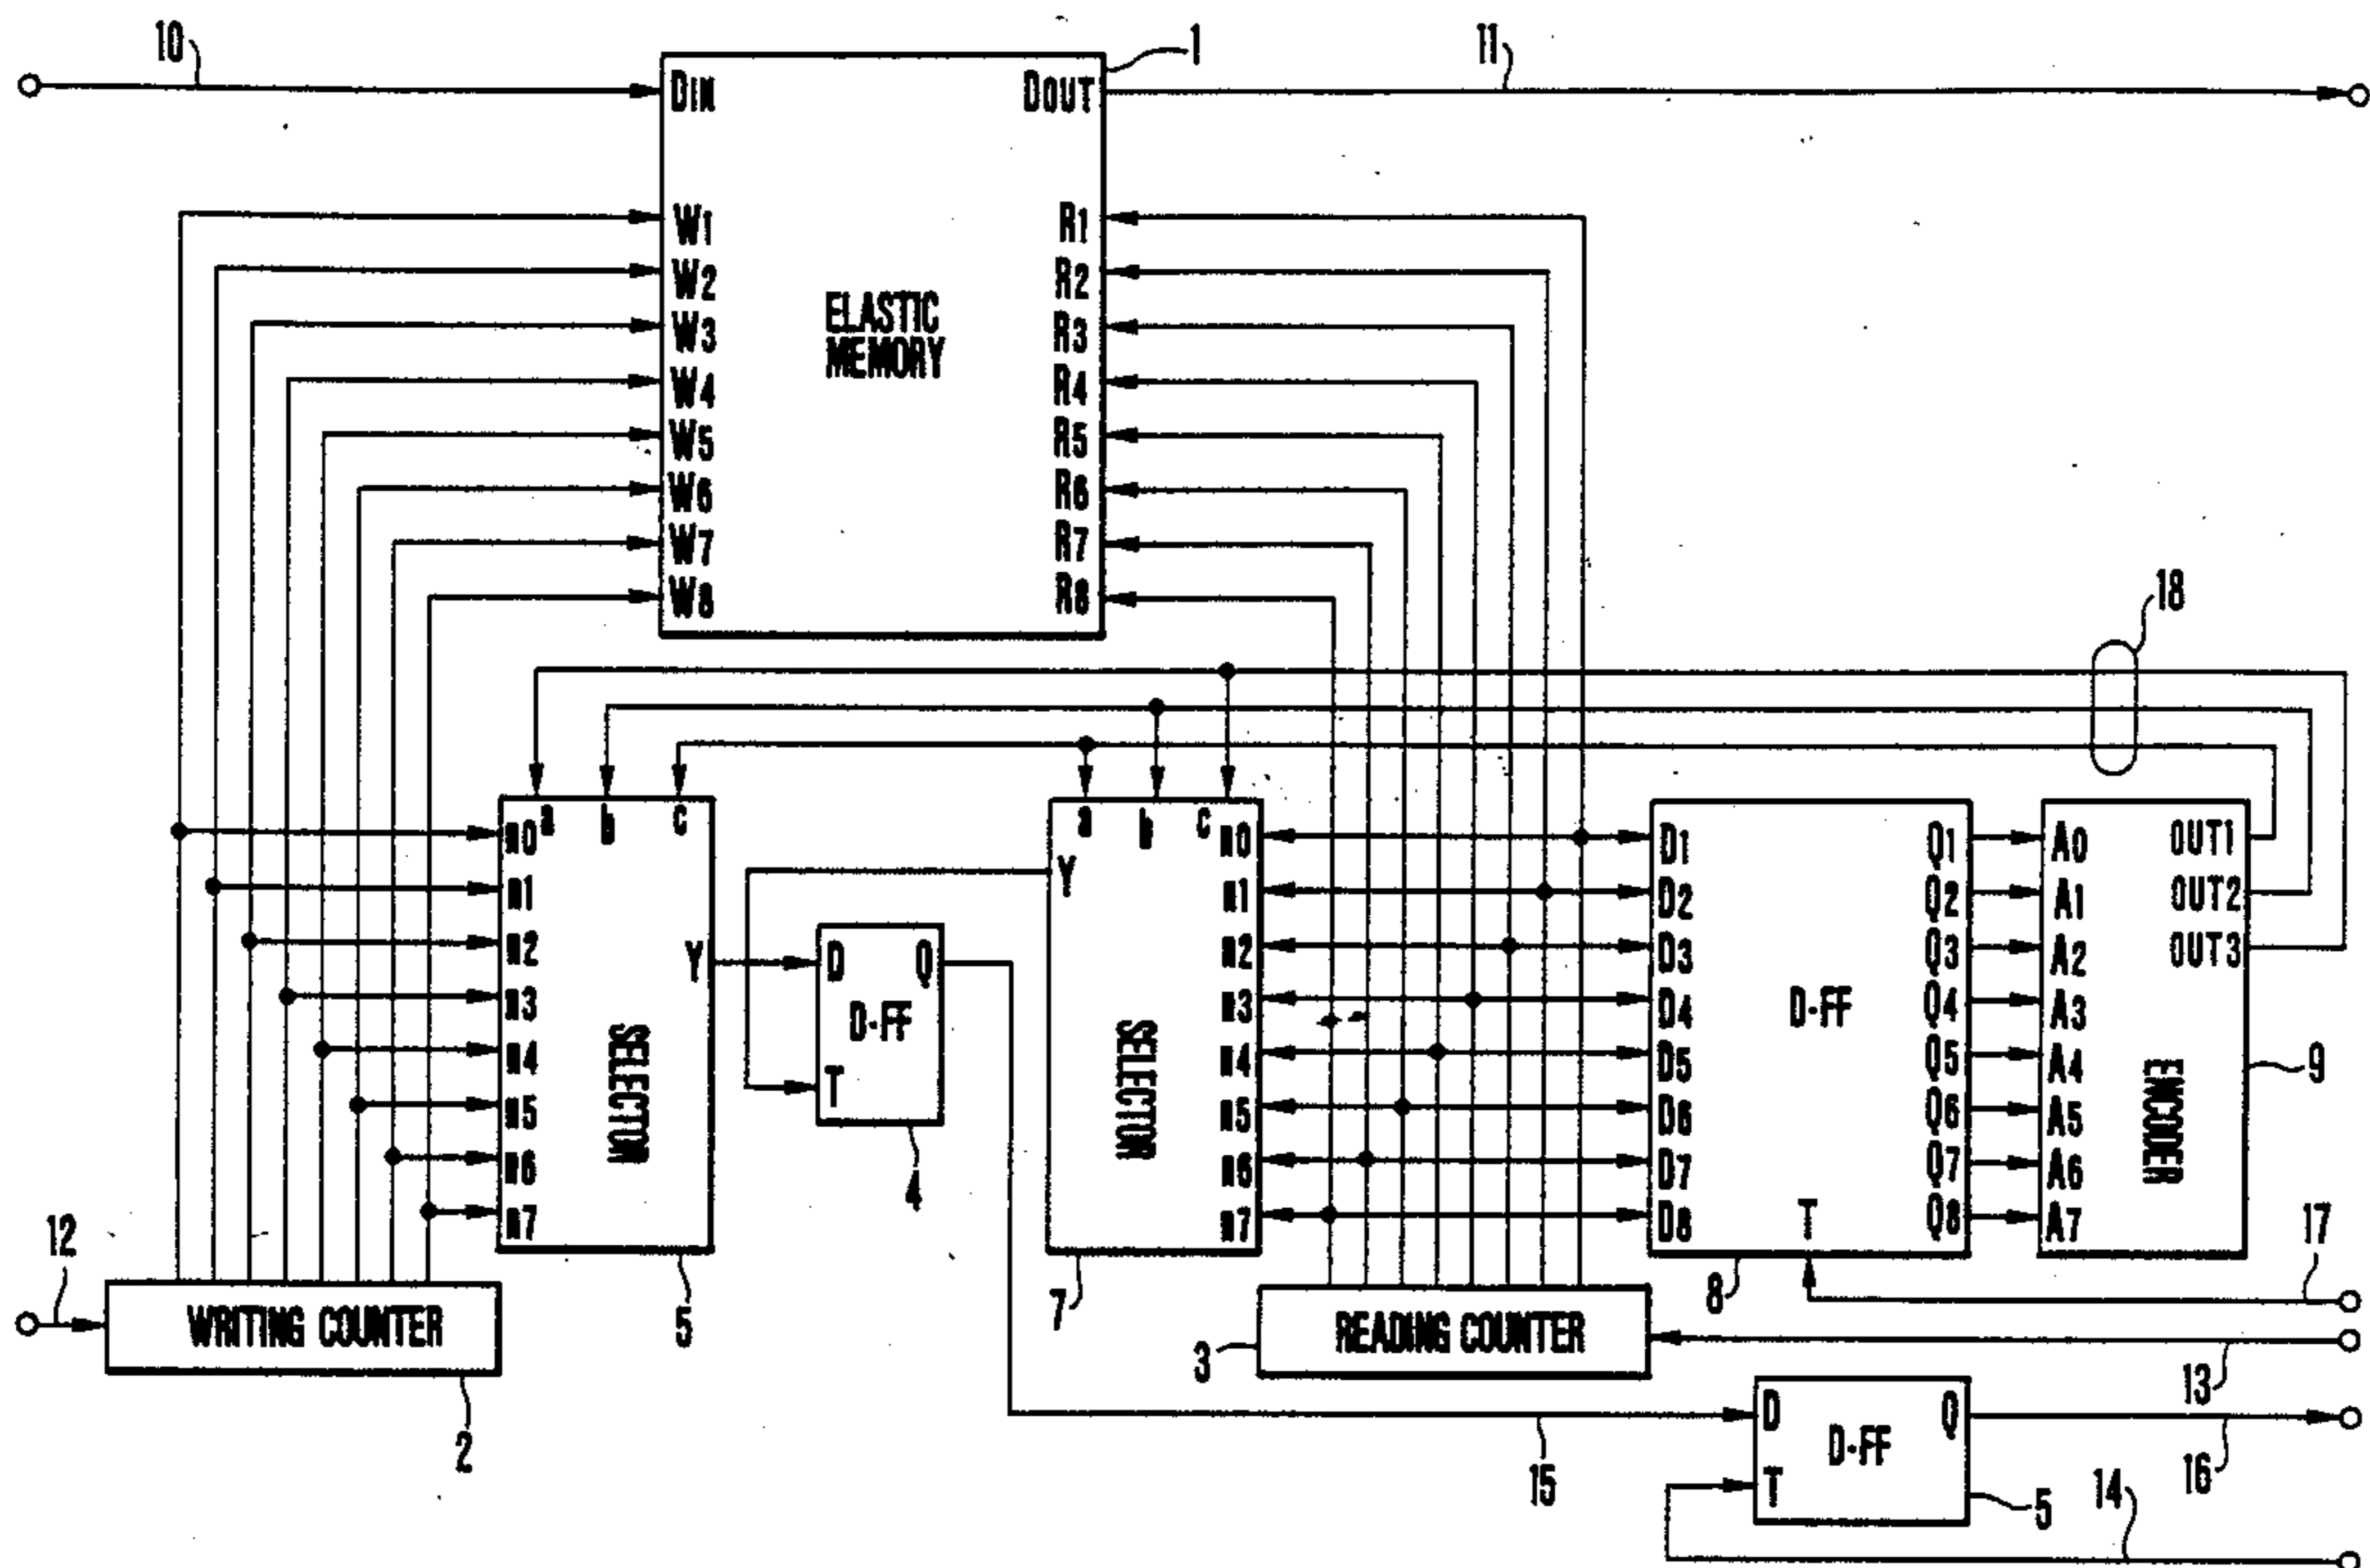 10
1
11
DIN
DOUT
W1
R1
W2
R2
ELASTIC
MEMORY
W3
R3
W4
R4
W5
R5
W6
R6
W7
R7
W8
R8
18
a
b
c
a
b
c
N0
N1
N2
N3
N4
N5
N6
N7
Y
SELECTOR
5
D
Q
D-FF
T
4
Y
N0
N1
N2
N3
N4
N5
N6
N7
SELECTOR
7
D1
D2
D3
D4
D5
D6
D7
D8
D-FF
T
Q1
Q2
Q3
Q4
Q5
Q6
Q7
Q8
8
A0
A1
A2
A3
A4
A5
A6
A7
OUT1
OUT2
OUT3
ENCODER
9
17
12
WRITING COUNTER
2
READING COUNTER
3
13
D
Q
D-FF
T
5
15
16
14